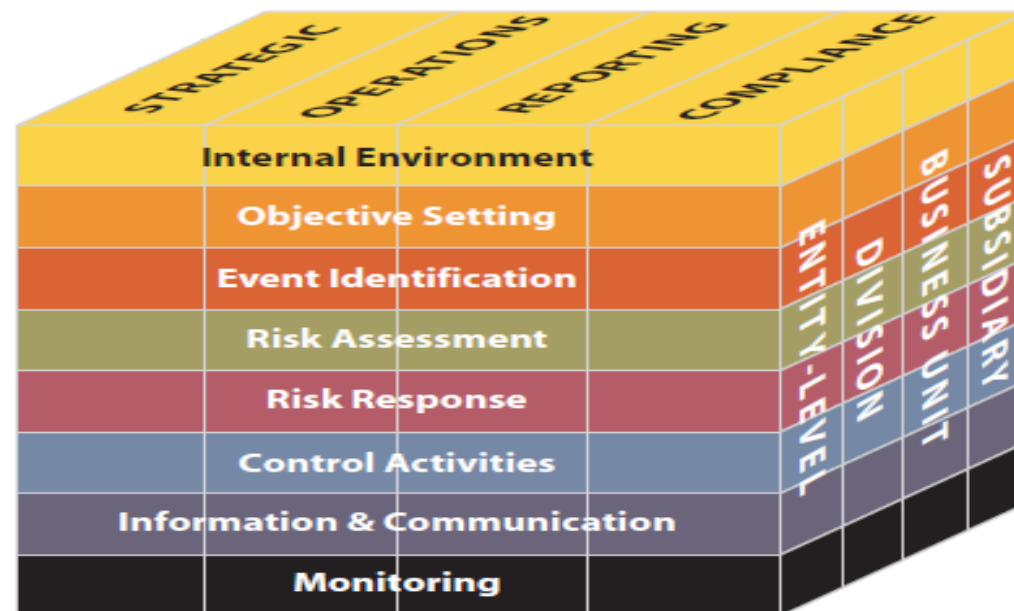 STRATEGIC
OPERATIONS
REPORTING
COMPLIANCE
Internal Environment
Objective Setting
Event Identification
Risk Assessment
Risk Response
Control Activities
Information & Communication
Monitoring
ENTITY-LEVEL
DIVISION
BUSINESS UNIT
SUBSIDIARY